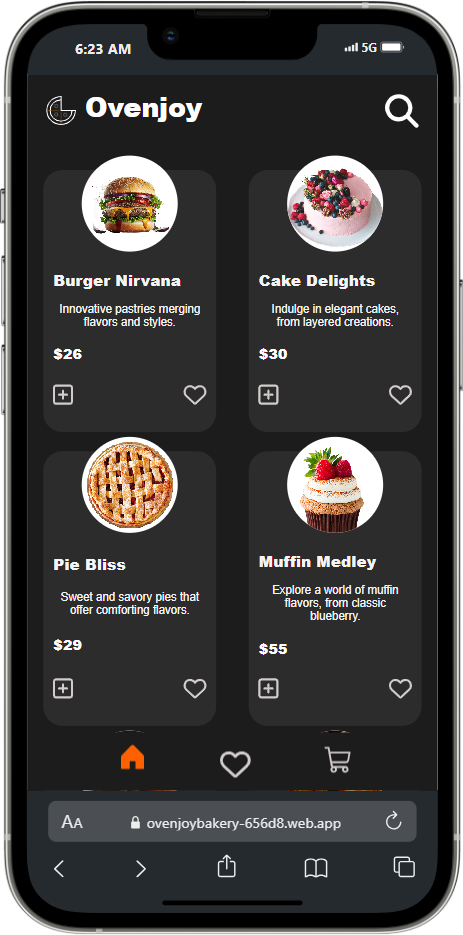 6:23 AM
5G
Ovenjoy
Burger Nirvana
Innovative pastries merging
flavors and styles.
$26
Cake Delights
Indulge in elegant cakes,
from layered creations.
$30
Pie Bliss
Sweet and savory pies that
offer comforting flavors.
$29
Muffin Medley
Explore a world of muffin
flavors, from classic
blueberry.
$55
AA
ovenjoybakery-656d8.web.app